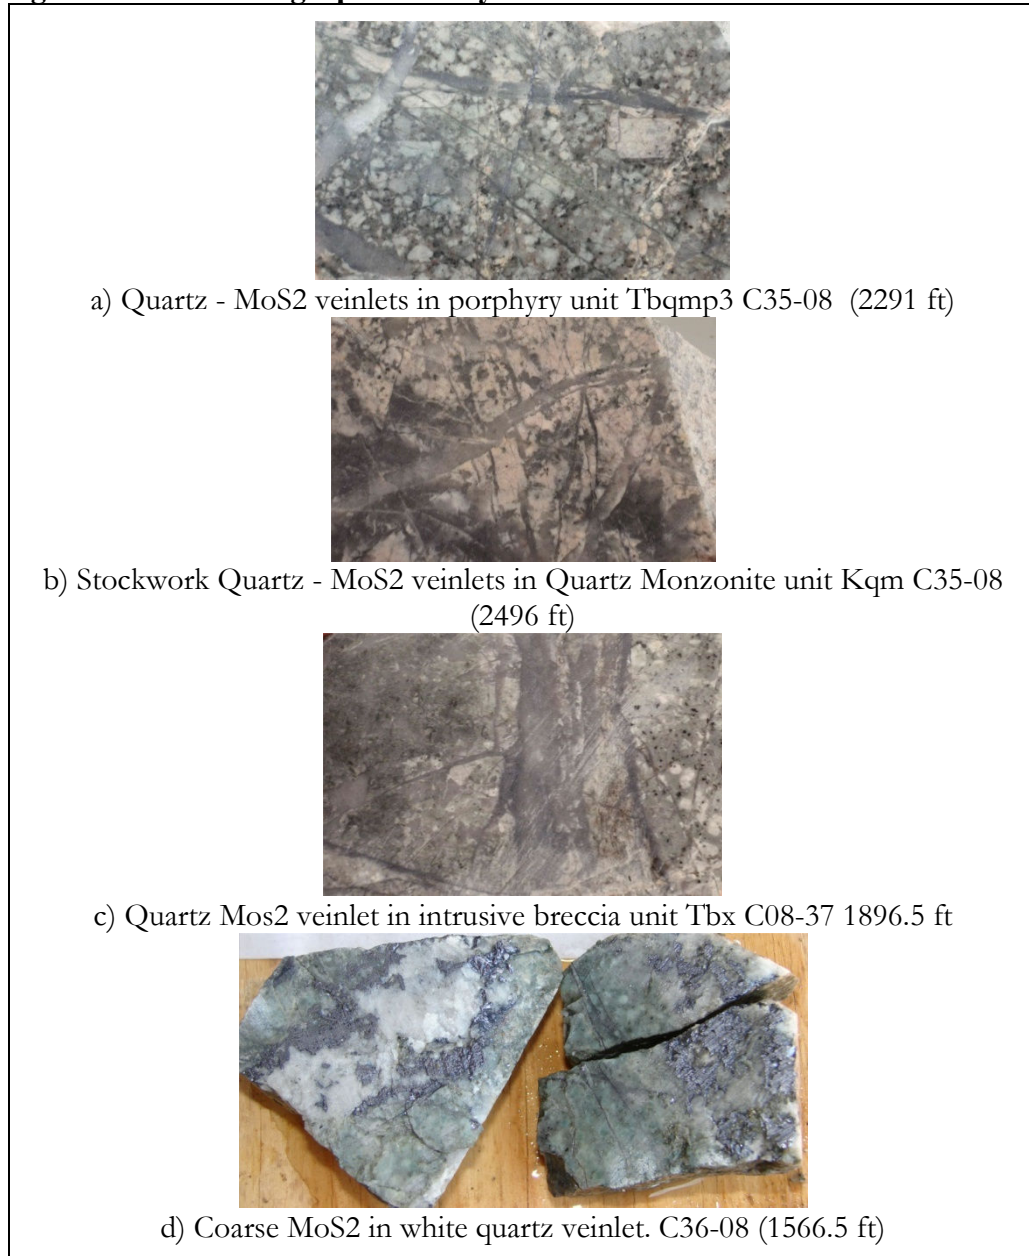 a) Quartz - MoS2 veinlets in porphyry unit Tbqmp3 C35-08 (2291 ft)
b) Stockwork Quartz - MoS2 veinlets in Quartz Monzonite unit Kqm C35-08
(2496 ft)
c) Quartz Mos2 veinlet in intrusive breccia unit Tbx C08-37 1896.5 ft
d) Coarse MoS2 in white quartz veinlet. C36-08 (1566.5 ft)